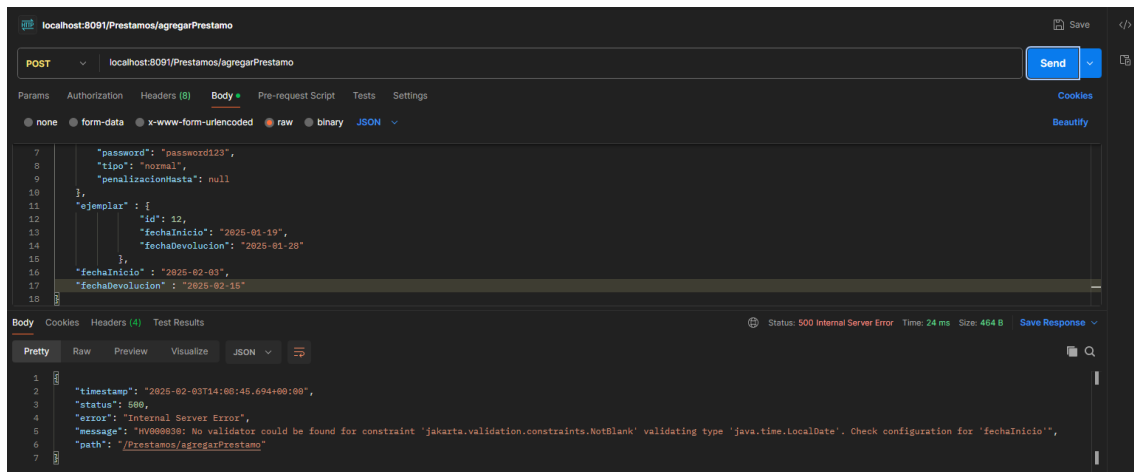 HTTP localhost:8091/Prestamos/agregarPrestamo Save
POST localhost:8091/Prestamos/agregarPrestamo Send
Params Authorization Headers (8) Body Pre-request Script Tests Settings Cookies
none form-data x-www-form-urlencoded raw binary JSON Beautify
7 "password": "password123",
8 "tipo": "normal",
9 "penalizacionHasta": null
10 },
11 "ejemplar" : {
12 "id": 12,
13 "fechaInicio": "2025-01-19",
14 "fechaDevolucion": "2025-01-28"
15 },
16 "fechaInicio" : "2025-02-03",
17 "fechaDevolucion" : "2025-02-15"
18 }
Body Cookies Headers (4) Test Results Status: 500 Internal Server Error Time: 24 ms Size: 464 B Save Response
Pretty Raw Preview Visualize JSON
1 {
2 "timestamp": "2025-02-03T14:08:45.694+00:00",
3 "status": 500,
4 "error": "Internal Server Error",
5 "message": "HV000030: No validator could be found for constraint 'jakarta.validation.constraints.NotBlank' validating type 'java.time.LocalDate'. Check configuration for 'fechaInicio'",
6 "path": "/Prestamos/agregarPrestamo"
7 }